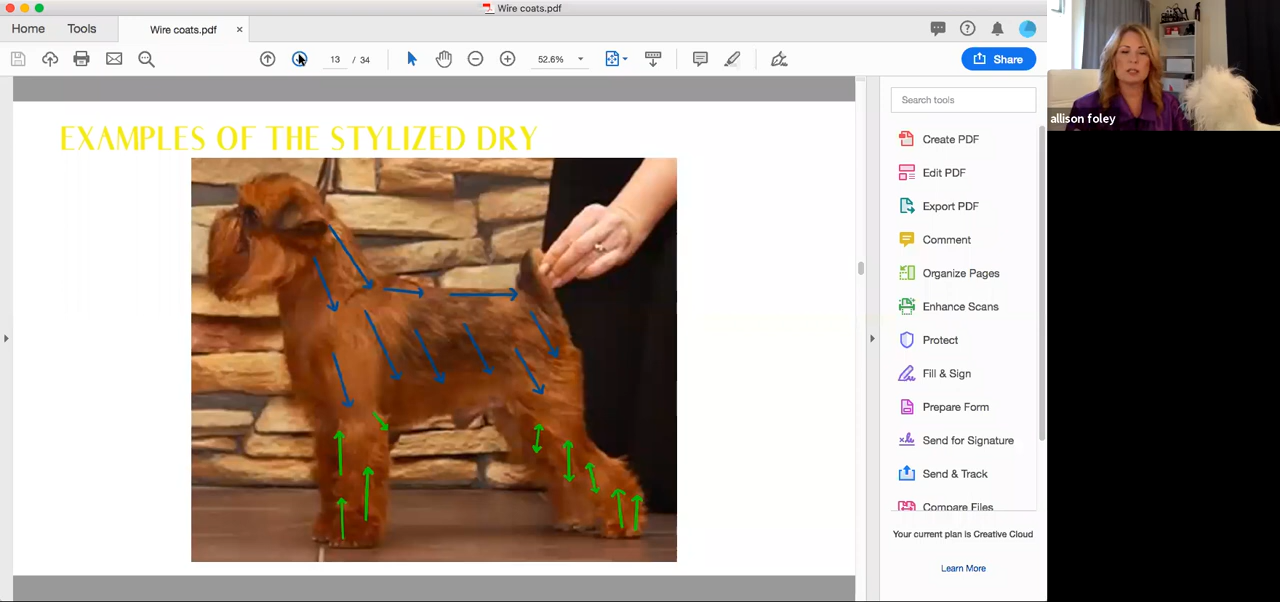 Wire coats.pdf
Home
Tools
Wire coats.pdf
13 / 34
52.6%
Share
EXAMPLES OF THE STYLIZED DRY
Search tools
Create PDF
Edit PDF
Export PDF
Comment
Organize Pages
Enhance Scans
Protect
Fill & Sign
Prepare Form
Send for Signature
Send & Track
Compare Files
Your current plan is Creative Cloud
Learn More
allison foley